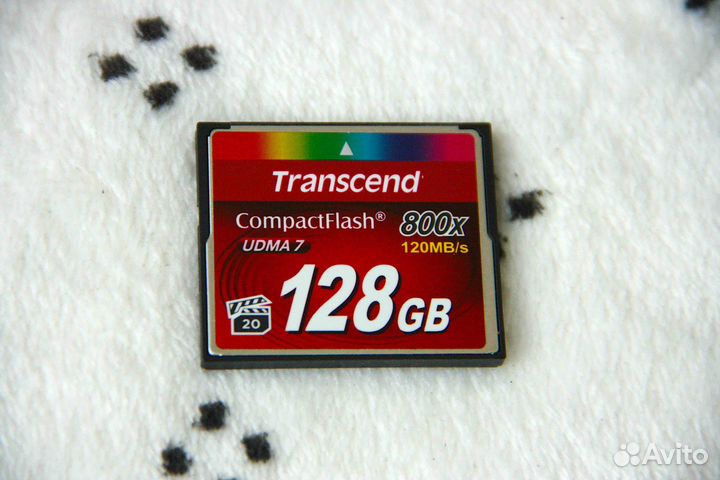 Transcend
CompactFlash® 800x
UDMA 7 120MB/s
20 128GB
Avito